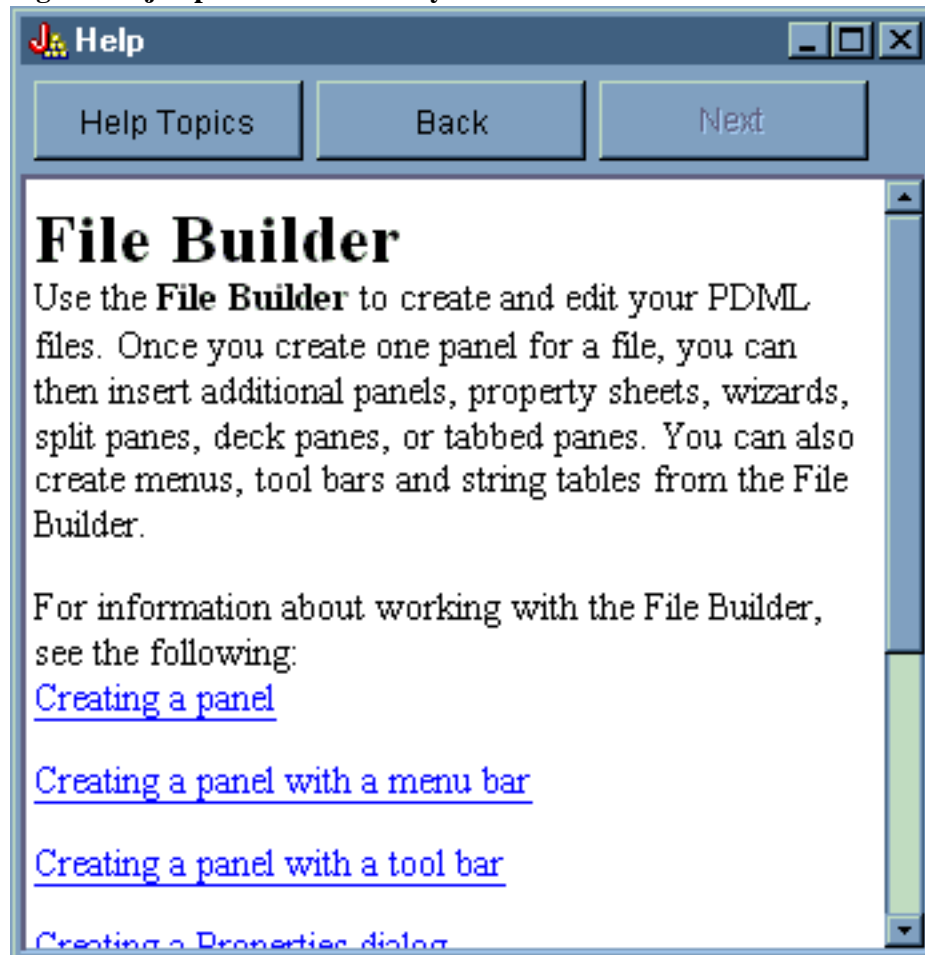 Help
Help Topics Back Next
File Builder
Use the File Builder to create and edit your PDML
files. Once you create one panel for a file, you can
then insert additional panels, property sheets, wizards,
split panes, deck panes, or tabbed panes. You can also
create menus, tool bars and string tables from the File
Builder.
For information about working with the File Builder,
see the following:
Creating a panel
Creating a panel with a menu bar
Creating a panel with a tool bar
Creating a Properties dialog